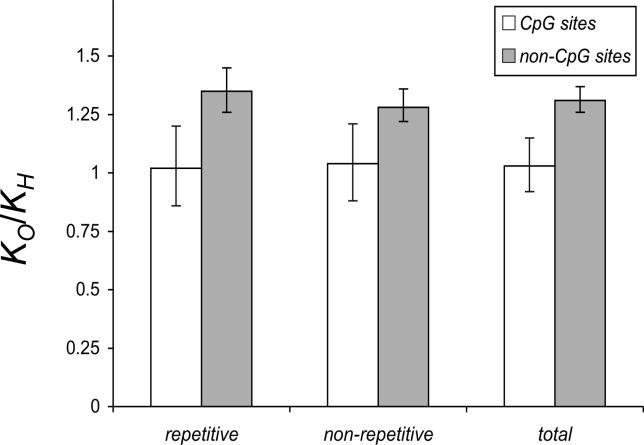 CpG sites
non-CpG sites
1.5
1.25
1
0.75
0.5
0.25
0
KO/KH
repetitive
non-repetitive
total